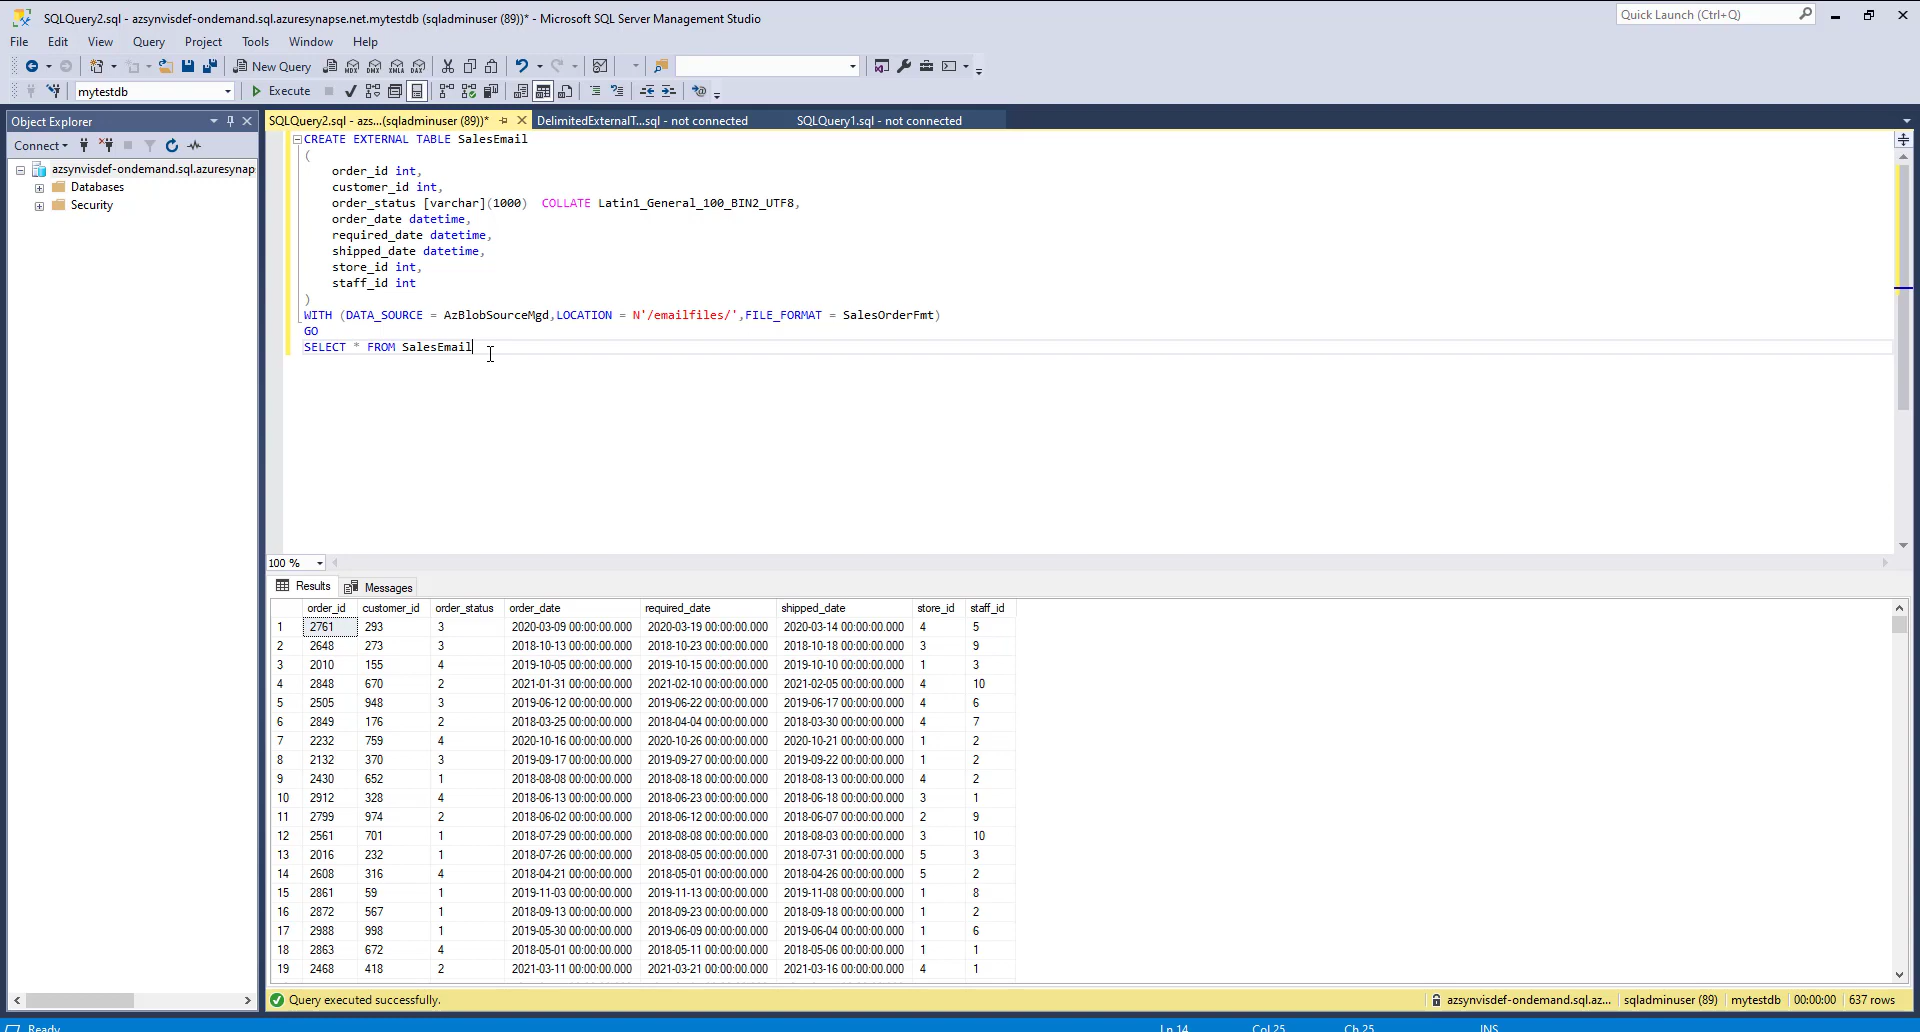 SQLQuery2.sql - azsynvisdef-ondemand.sql.azuresynapse.net.mytestdb (sqladminuser (89))* - Microsoft SQL Server Management Studio
Quick Launch (Ctrl+Q)
File Edit View Query Project Tools Window Help
New Query
MDX DMX XMLA DAX
mytestdb
Execute
Object Explorer
SQLQuery2.sql - azs...(sqladminuser (89))*
DelimitedExternalT...sql - not connected
SQLQuery1.sql - not connected
Connect
azsynvisdef-ondemand.sql.azuresynap
Databases
Security
CREATE EXTERNAL TABLE SalesEmail
(
order_id int,
customer_id int,
order_status [varchar](1000) COLLATE Latin1_General_100_BIN2_UTF8,
order_date datetime,
required_date datetime,
shipped_date datetime,
store_id int,
staff_id int
)
WITH (DATA_SOURCE = AzBlobSourceMgd,LOCATION = N'/emailfiles/',FILE_FORMAT = SalesOrderFmt)
GO
SELECT * FROM SalesEmail
100 %
Results Messages
order_id customer_id order_status order_date required_date shipped_date store_id staff_id
1 2761 293 3 2020-03-09 00:00:00.000 2020-03-19 00:00:00.000 2020-03-14 00:00:00.000 4 5
2 2648 273 3 2018-10-13 00:00:00.000 2018-10-23 00:00:00.000 2018-10-18 00:00:00.000 3 9
3 2010 155 4 2019-10-05 00:00:00.000 2019-10-15 00:00:00.000 2019-10-10 00:00:00.000 1 3
4 2848 670 2 2021-01-31 00:00:00.000 2021-02-10 00:00:00.000 2021-02-05 00:00:00.000 4 10
5 2505 948 3 2019-06-12 00:00:00.000 2019-06-22 00:00:00.000 2019-06-17 00:00:00.000 4 6
6 2849 176 2 2018-03-25 00:00:00.000 2018-04-04 00:00:00.000 2018-03-30 00:00:00.000 4 7
7 2232 759 4 2020-10-16 00:00:00.000 2020-10-26 00:00:00.000 2020-10-21 00:00:00.000 1 2
8 2132 370 3 2019-09-17 00:00:00.000 2019-09-27 00:00:00.000 2019-09-22 00:00:00.000 1 2
9 2430 652 1 2018-08-08 00:00:00.000 2018-08-18 00:00:00.000 2018-08-13 00:00:00.000 4 2
10 2912 328 4 2018-06-13 00:00:00.000 2018-06-23 00:00:00.000 2018-06-18 00:00:00.000 3 1
11 2799 974 2 2018-06-02 00:00:00.000 2018-06-12 00:00:00.000 2018-06-07 00:00:00.000 2 9
12 2561 701 1 2018-07-29 00:00:00.000 2018-08-08 00:00:00.000 2018-08-03 00:00:00.000 3 10
13 2016 232 1 2018-07-26 00:00:00.000 2018-08-05 00:00:00.000 2018-07-31 00:00:00.000 5 3
14 2608 316 4 2018-04-21 00:00:00.000 2018-05-01 00:00:00.000 2018-04-26 00:00:00.000 5 2
15 2861 59 1 2019-11-03 00:00:00.000 2019-11-13 00:00:00.000 2019-11-08 00:00:00.000 1 8
16 2872 567 1 2018-09-13 00:00:00.000 2018-09-23 00:00:00.000 2018-09-18 00:00:00.000 1 2
17 2988 998 1 2019-05-30 00:00:00.000 2019-06-09 00:00:00.000 2019-06-04 00:00:00.000 1 6
18 2863 672 4 2018-05-01 00:00:00.000 2018-05-11 00:00:00.000 2018-05-06 00:00:00.000 1 1
19 2468 418 2 2021-03-11 00:00:00.000 2021-03-21 00:00:00.000 2021-03-16 00:00:00.000 4 1
Query executed successfully.
azsynvisdef-ondemand.sql.az... sqladminuser (89) mytestdb 00:00:00 637 rows
Ready Ln 14 Col 25 Ch 25 INS